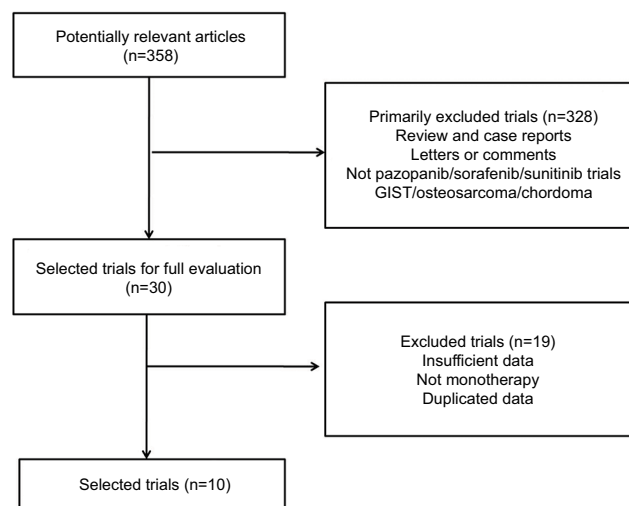 Potentially relevant articles
(n=358)
Primarily excluded trials (n=328)
Review and case reports
Letters or comments
Not pazopanib/sorafenib/sunitinib trials
GIST/osteosarcoma/chordoma
Selected trials for full evaluation
(n=30)
Excluded trials (n=19)
Insufficient data
Not monotherapy
Duplicated data
Selected trials (n=10)